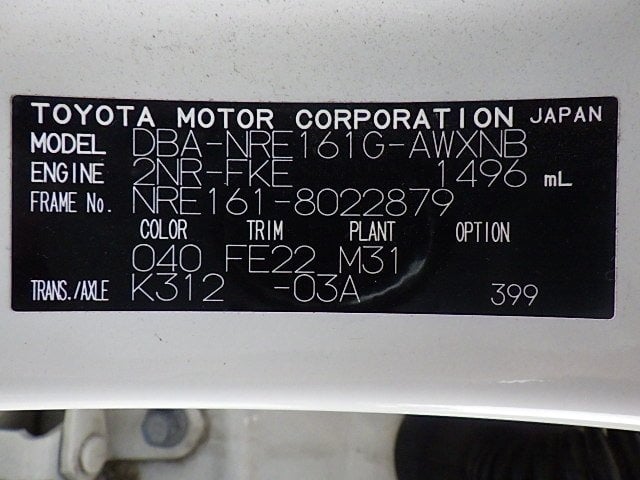 TOYOTA MOTOR CORPORATION JAPAN
MODEL DBA-NRE161G-AWXNB
ENGINE 2NR-FKE 1496 mL
FRAME No. NRE161-8022879
COLOR TRIM PLANT OPTION
040 FE22 M31
TRANS./AXLE K312 -03A 399